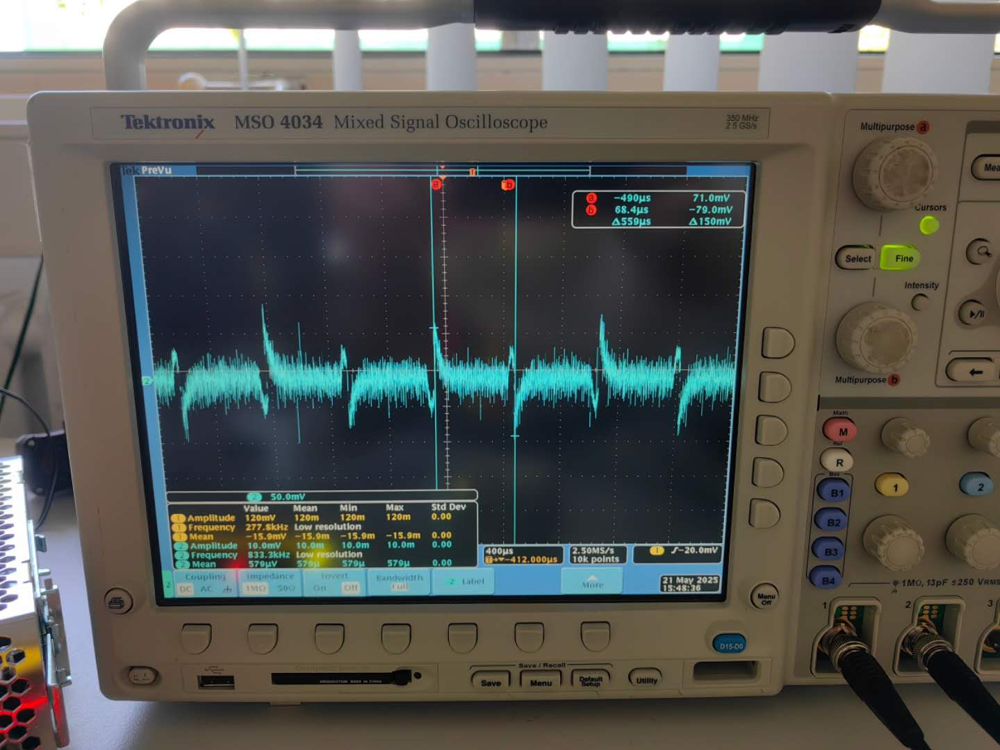 Tektronix MSO 4034 Mixed Signal Oscilloscope
350 MHz
2.5 GS/s
Tek PreVu
a b
a -490µs 71.0mV
b 68.4µs -79.0mV
Δ559µs Δ150mV
2
2 50.0mV
Value Mean Min Max Std Dev
1 Amplitude 120mV 120m 120m 120m 0.00
1 Frequency 277.8kHz Low resolution
1 Mean -15.9mV -15.9m -15.9m -15.9m 0.00
2 Amplitude 10.0mV 10.0m 10.0m 10.0m 0.00
2 Frequency 833.3kHz Low resolution
2 Mean 579µV 579µ 579µ 579µ 0.00
400µs
T→▼-412.000µs
2.50MS/s
10k points
1 -20.0mV
2
Coupling
DC AC
Impedance
1MΩ 50Ω
Invert
On Off
Bandwidth
Full
2 Label
More
21 May 2025
15:48:36
Multipurpose a
Cursors
Select Fine
Intensity
Multipurpose b
Math
M
Ref
R
Bus
B1
B2
B3
B4
1 2
Menu
Off
1MΩ, 13pF ≤250 VRMS
1 2 3
D15-D0
Save / Recall
Save Menu Default
Setup Utility
MADE IN CHINA